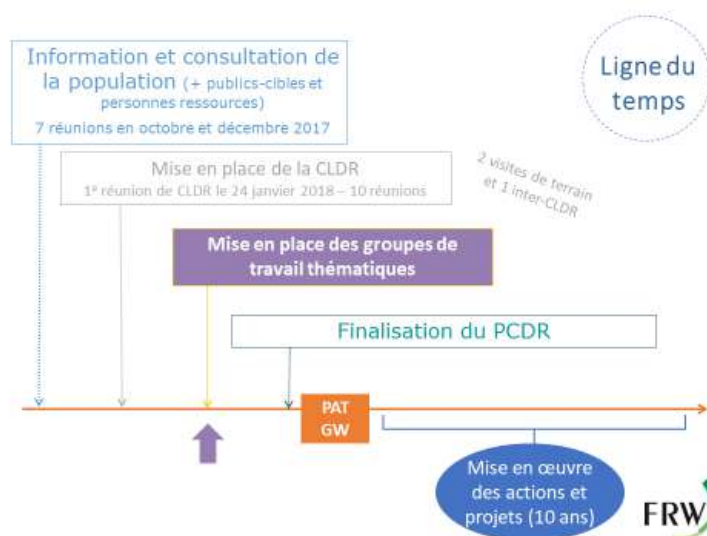 Information et consultation de
la population (+ publics-cibles et
personnes ressources)
7 réunions en octobre et décembre 2017
Ligne du
temps
Mise en place de la CLDR
1e réunion de CLDR le 24 janvier 2018 – 10 réunions
2 visites de terrain
et 1 inter-CLDR
Mise en place des groupes de
travail thématiques
Finalisation du PCDR
PAT
GW
Mise en œuvre
des actions et
projets (10 ans)
FRW